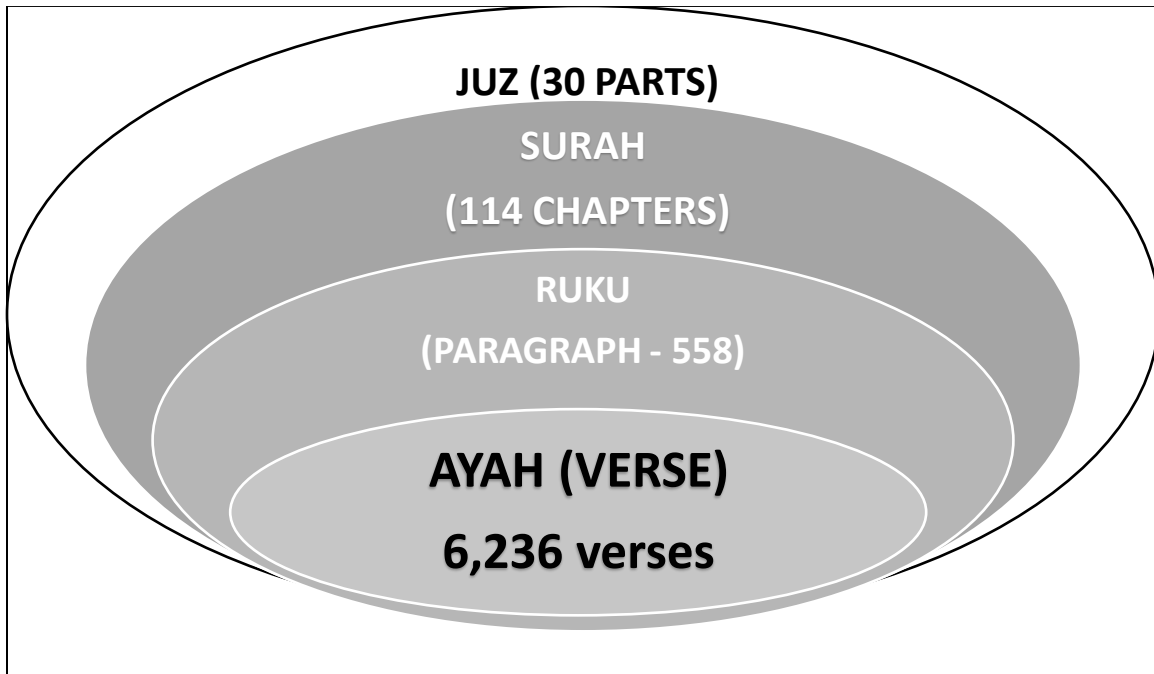 JUZ (30 PARTS)
SURAH
(114 CHAPTERS)
RUKU
(PARAGRAPH - 558)
AYAH (VERSE)
6,236 verses